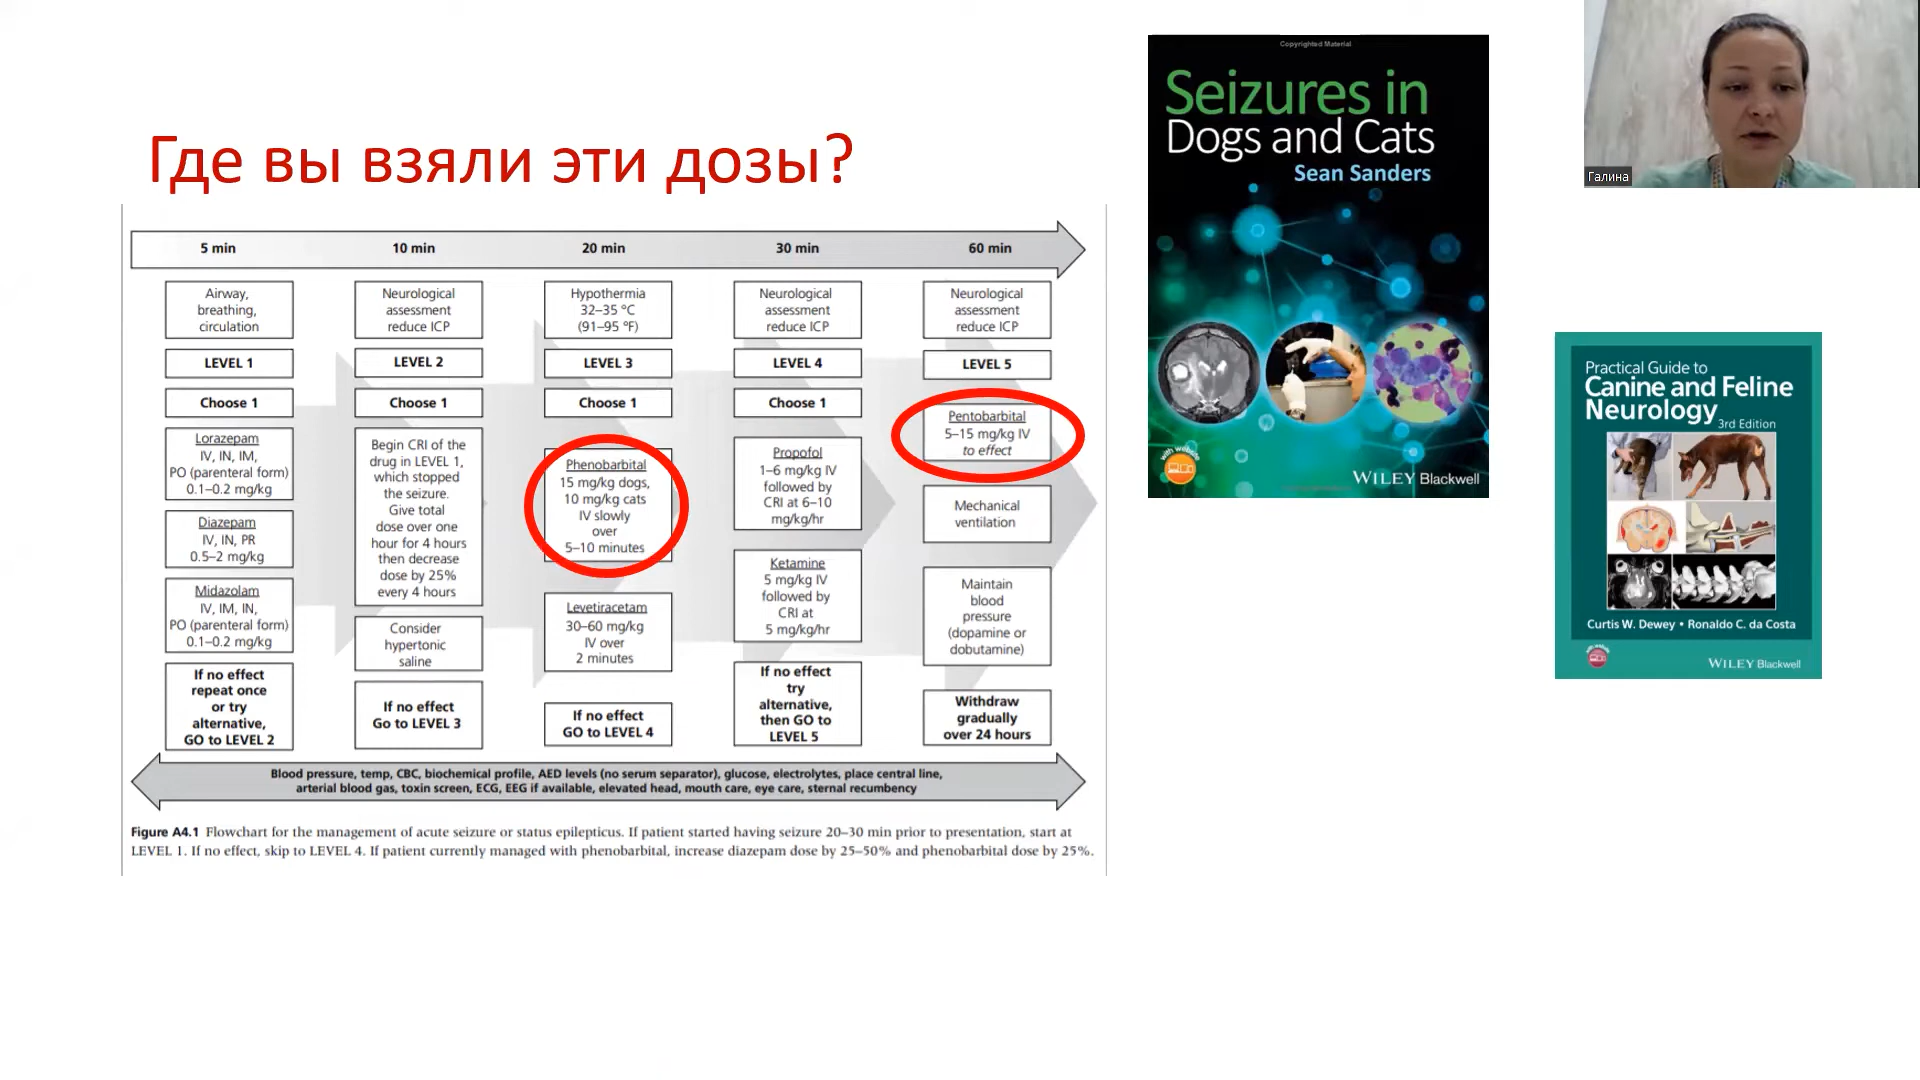 Где вы взяли эти дозы?
5 min
10 min
20 min
30 min
60 min
Airway,
breathing,
circulation
LEVEL 1
Choose 1
Lorazepam
IV, IN, IM,
PO (parenteral form)
0.1–0.2 mg/kg
Diazepam
IV, IN, PR
0.5–2 mg/kg
Midazolam
IV, IM, IN,
PO (parenteral form)
0.1–0.2 mg/kg
If no effect
repeat once
or try
alternative,
GO to LEVEL 2
Neurological
assessment
reduce ICP
LEVEL 2
Choose 1
Begin CRI of the
drug in LEVEL 1,
which stopped
the seizure.
Give total
dose over one
hour for 4 hours
then decrease
dose by 25%
every 4 hours
Consider
hypertonic
saline
If no effect
Go to LEVEL 3
Hypothermia
32–35 °C
(91–95 °F)
LEVEL 3
Choose 1
Phenobarbital
15 mg/kg dogs,
10 mg/kg cats
IV slowly
over
5–10 minutes
Levetiracetam
30–60 mg/kg
IV over
2 minutes
If no effect
GO to LEVEL 4
Neurological
assessment
reduce ICP
LEVEL 4
Choose 1
Propofol
1–6 mg/kg IV
followed by
CRI at 6–10
mg/kg/hr
Ketamine
5 mg/kg IV
followed by
CRI at
5 mg/kg/hr
If no effect
try
alternative,
then GO to
LEVEL 5
Neurological
assessment
reduce ICP
LEVEL 5
Pentobarbital
5–15 mg/kg IV
to effect
Mechanical
ventilation
Maintain
blood
pressure
(dopamine or
dobutamine)
Withdraw
gradually
over 24 hours
Blood pressure, temp, CBC, biochemical profile, AED levels (no serum separator), glucose, electrolytes, place central line,
arterial blood gas, toxin screen, ECG, EEG if available, elevated head, mouth care, eye care, sternal recumbency
Figure A4.1 Flowchart for the management of acute seizure or status epilepticus. If patient started having seizure 20–30 min prior to presentation, start at
LEVEL 1. If no effect, skip to LEVEL 4. If patient currently managed with phenobarbital, increase diazepam dose by 25–50% and phenobarbital dose by 25%.
Copyrighted Material
Seizures in
Dogs and Cats
Sean Sanders
with website
WILEY Blackwell
Галина
Practical Guide to
Canine and Feline
Neurology
3rd Edition
Curtis W. Dewey • Ronaldo C. da Costa
with website
WILEY Blackwell